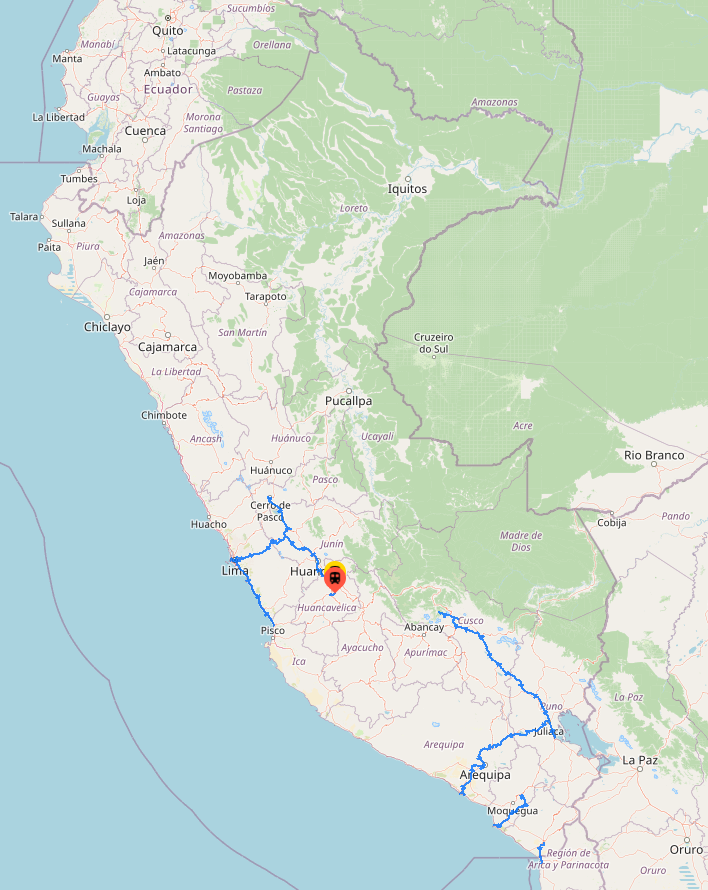 Sucumbíos
Quito
Manabí
Latacunga
Orellana
Manta
Ambato
Ecuador
Pastaza
Guayas
Amazonas
La Libertad
Morona
Santiago
Cuenca
Machala
Tumbes
Iquitos
Loja
Loreto
Talara
Sullana
Amazonas
Paita
Piura
Jaén
Moyobamba
Cajamarca
Tarapoto
Chiclayo
San Martín
Cajamarca
Cruzeiro
do Sul
La Libertad
Pucallpa
Chimbote
Ancash
Huánuco
Ucayali
Acre
Rio Branco
Huánuco
Pasco
Cerro de
Pasco
Huacho
Cobija
Pando
Madre de
Dios
Junín
Lima
Huan
Huancavelica
Abancay
Cusco
Pisco
Ayacucho
Apurímac
Ica
La Paz
Puno
Juliaca
Arequipa
Arequipa
La Paz
Moquegua
Oruro
Región de
Arica y Parinacota